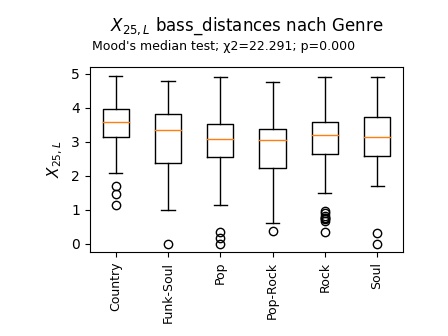 X25,L bass_distances nach Genre
Mood's median test; χ2=22.291; p=0.000
X25,L
5
4
3
2
1
0
Country
Funk-Soul
Pop
Pop-Rock
Rock
Soul